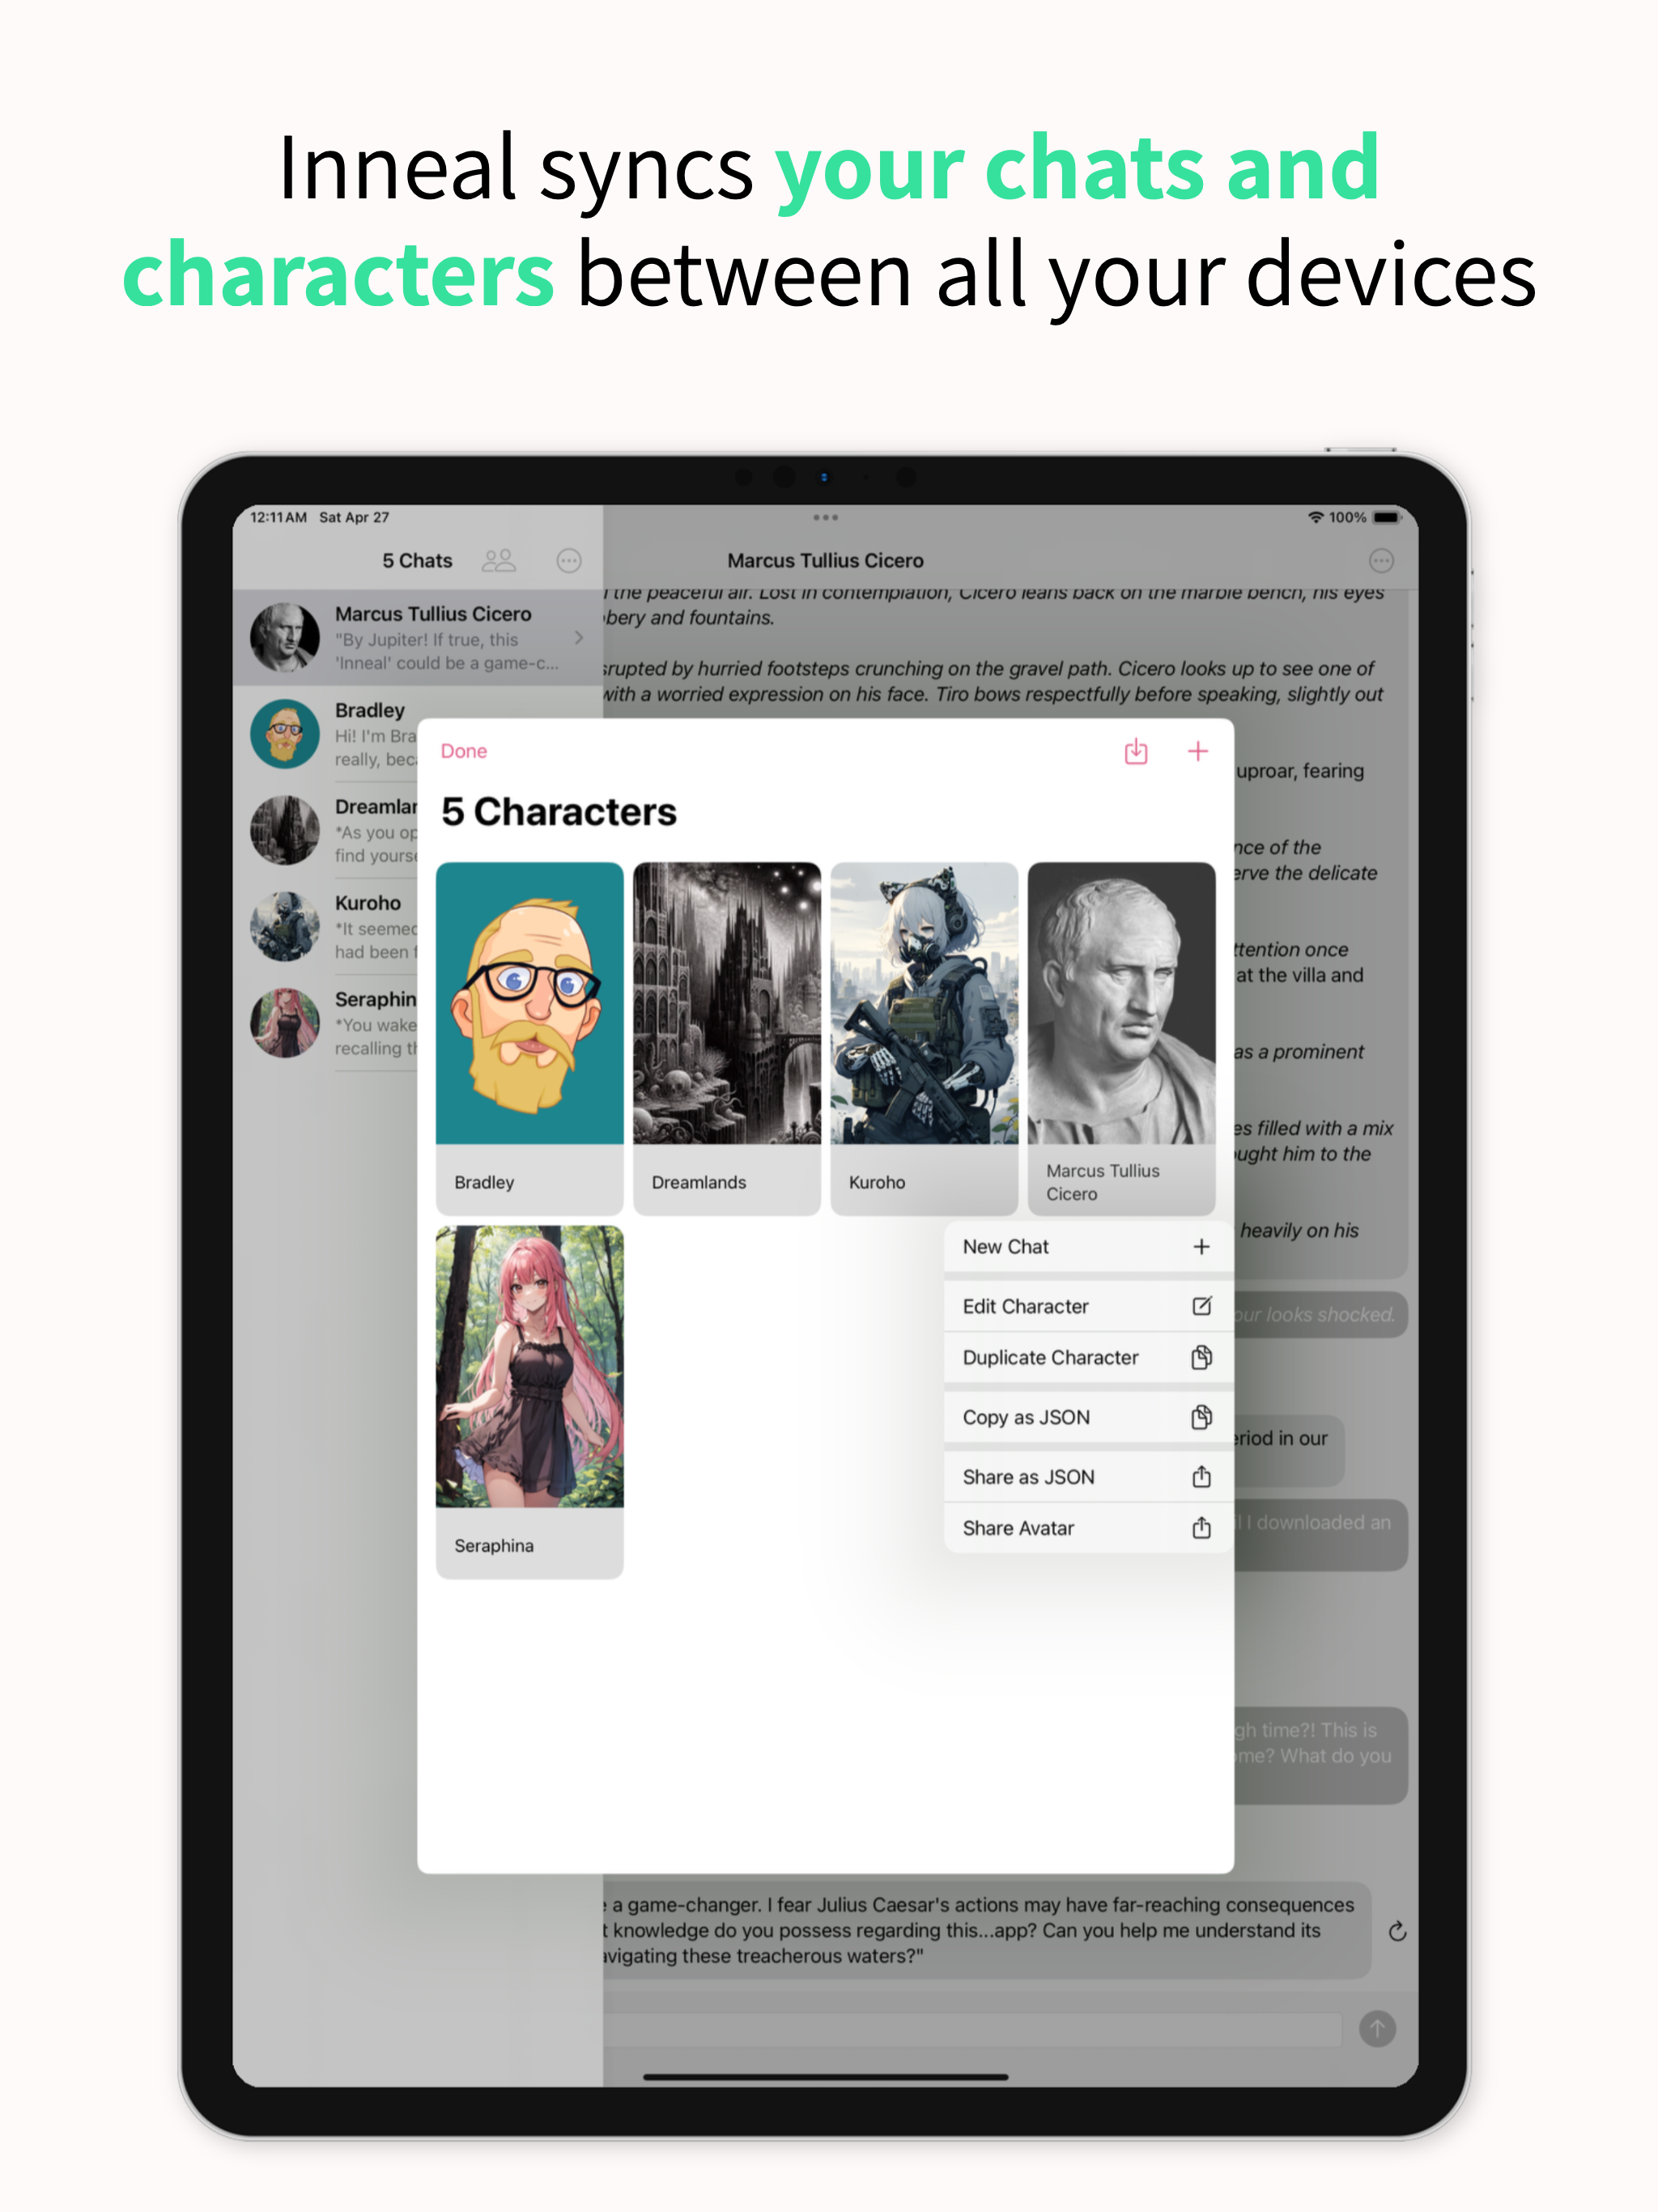 Inneal syncs your chats and
characters between all your devices
12:11 AM Sat Apr 27
100%
5 Chats
Marcus Tullius Cicero
Marcus Tullius Cicero
"By Jupiter! If true, this
'Inneal' could be a game-c...
Bradley
Hi! I'm Bra
really, bec
Dreamlan
*As you op
find yourse
Kuroho
*It seemed
had been f
Seraphin
*You wake
recalling th
the peaceful air. Lost in contemplation, Cicero leans back on the marble bench, his eyes
bery and fountains.
srupted by hurried footsteps crunching on the gravel path. Cicero looks up to see one of
with a worried expression on his face. Tiro bows respectfully before speaking, slightly out
uproar, fearing
nce of the
erve the delicate
ttention once
at the villa and
as a prominent
es filled with a mix
ught him to the
heavily on his
our looks shocked.
eriod in our
I downloaded an
gh time?! This is
ome? What do you
Done
5 Characters
Bradley
Dreamlands
Kuroho
Marcus Tullius
Cicero
Seraphina
New Chat
Edit Character
Duplicate Character
Copy as JSON
Share as JSON
Share Avatar
a game-changer. I fear Julius Caesar's actions may have far-reaching consequences
t knowledge do you possess regarding this...app? Can you help me understand its
avigating these treacherous waters?"